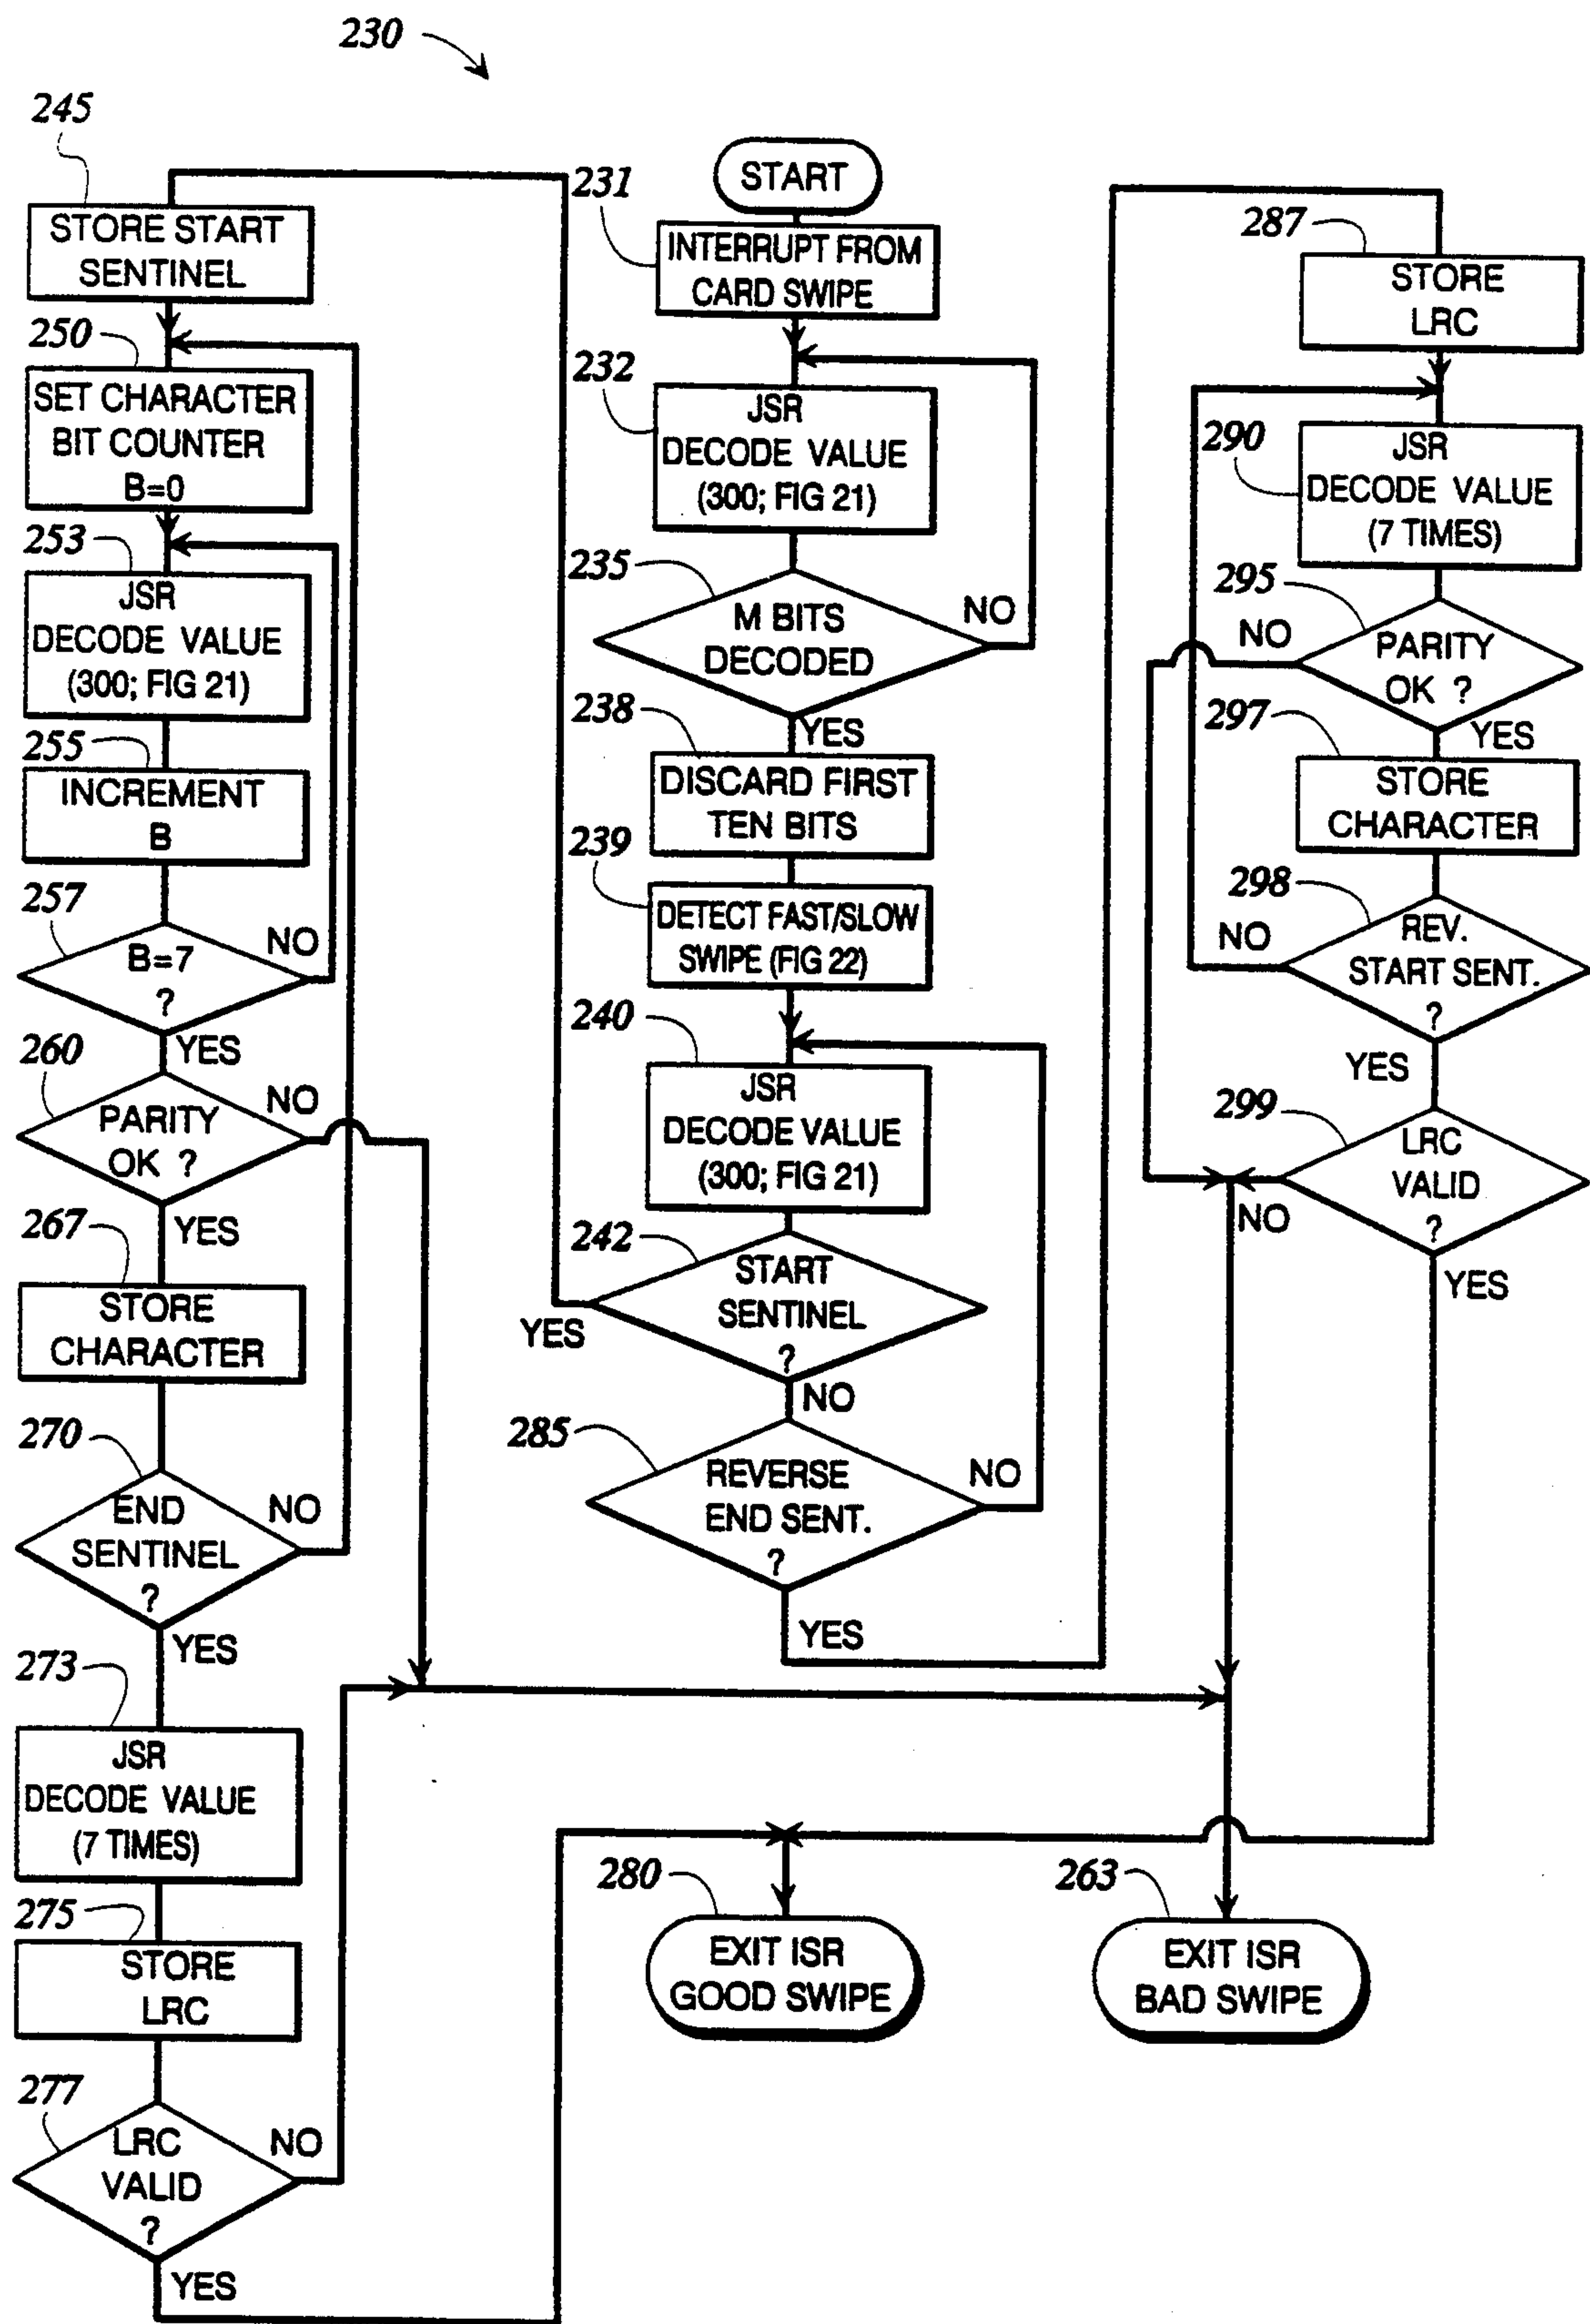 230
245
STORE START
SENTINEL
250
SET CHARACTER
BIT COUNTER
B=0
253
JSR
DECODE VALUE
(300; FIG 21)
255
INCREMENT
B
257
B=7
?
NO
YES
260
PARITY
OK ?
NO
YES
267
STORE
CHARACTER
270
END
SENTINEL
?
NO
YES
273
JSR
DECODE VALUE
(7 TIMES)
275
STORE
LRC
277
LRC
VALID
?
NO
YES
START
231
INTERRUPT FROM
CARD SWIPE
232
JSR
DECODE VALUE
(300; FIG 21)
235
M BITS
DECODED
NO
YES
238
DISCARD FIRST
TEN BITS
239
DETECT FAST/SLOW
SWIPE (FIG 22)
240
JSR
DECODE VALUE
(300; FIG 21)
242
START
SENTINEL
?
YES
NO
285
REVERSE
END SENT.
?
NO
YES
280
EXIT ISR
GOOD SWIPE
287
STORE
LRC
290
JSR
DECODE VALUE
(7 TIMES)
295
PARITY
OK ?
NO
YES
297
STORE
CHARACTER
298
REV.
START SENT.
?
NO
YES
299
LRC
VALID
?
NO
YES
263
EXIT ISR
BAD SWIPE